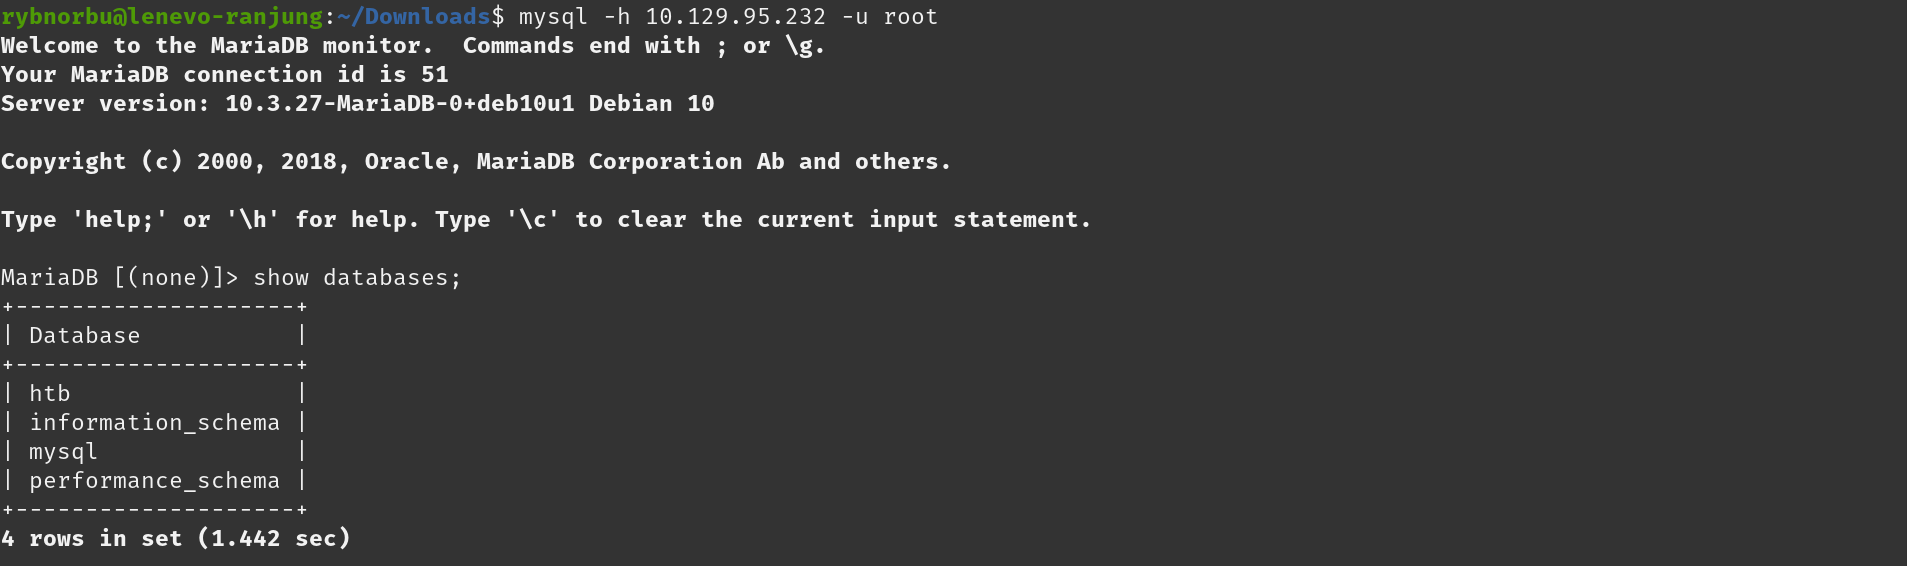 rybnorbu@lenevo-ranjung:~/Downloads$ mysql -h 10.129.95.232 -u root
Welcome to the MariaDB monitor.  Commands end with ; or \g.
Your MariaDB connection id is 51
Server version: 10.3.27-MariaDB-0+deb10u1 Debian 10

Copyright (c) 2000, 2018, Oracle, MariaDB Corporation Ab and others.

Type 'help;' or '\h' for help. Type '\c' to clear the current input statement.

MariaDB [(none)]> show databases;
+--------------------+
| Database           |
+--------------------+
| htb                |
| information_schema |
| mysql              |
| performance_schema |
+--------------------+
4 rows in set (1.442 sec)